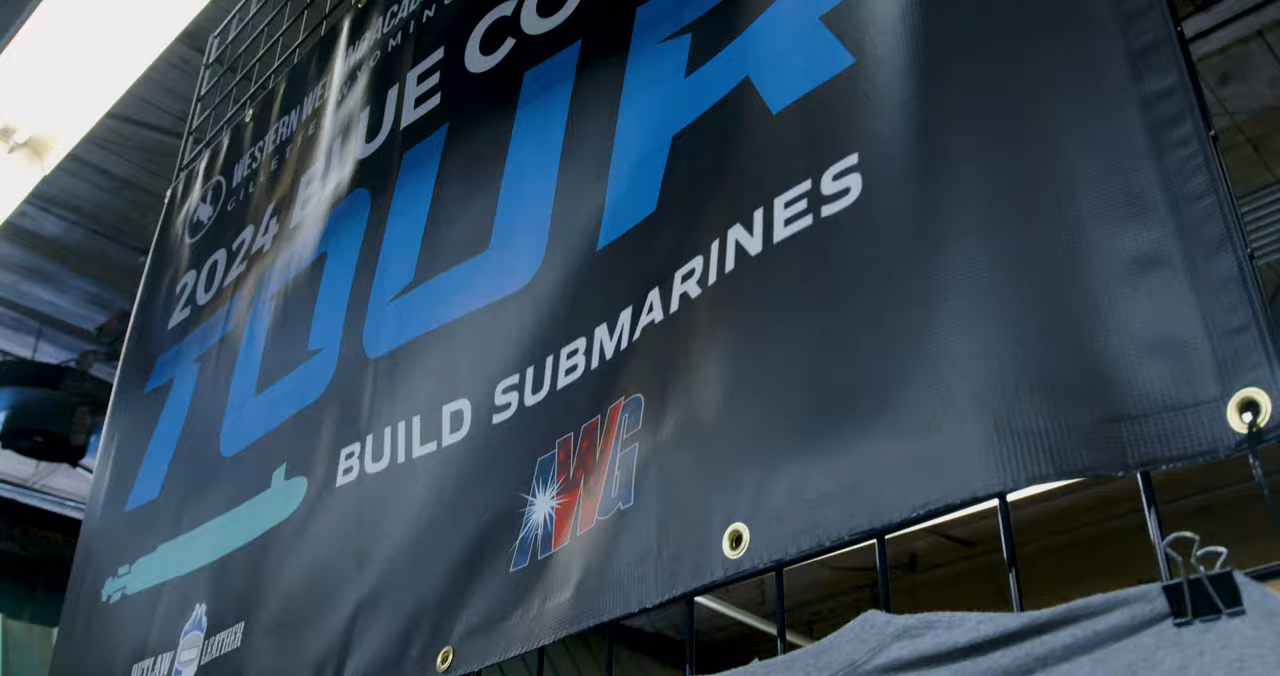 WESTERN WELDING ACADEMY
GILLETTE WYOMING
2024 BLUE CO
TOUR
BUILD SUBMARINES
AWG
OUTLAW LEATHER